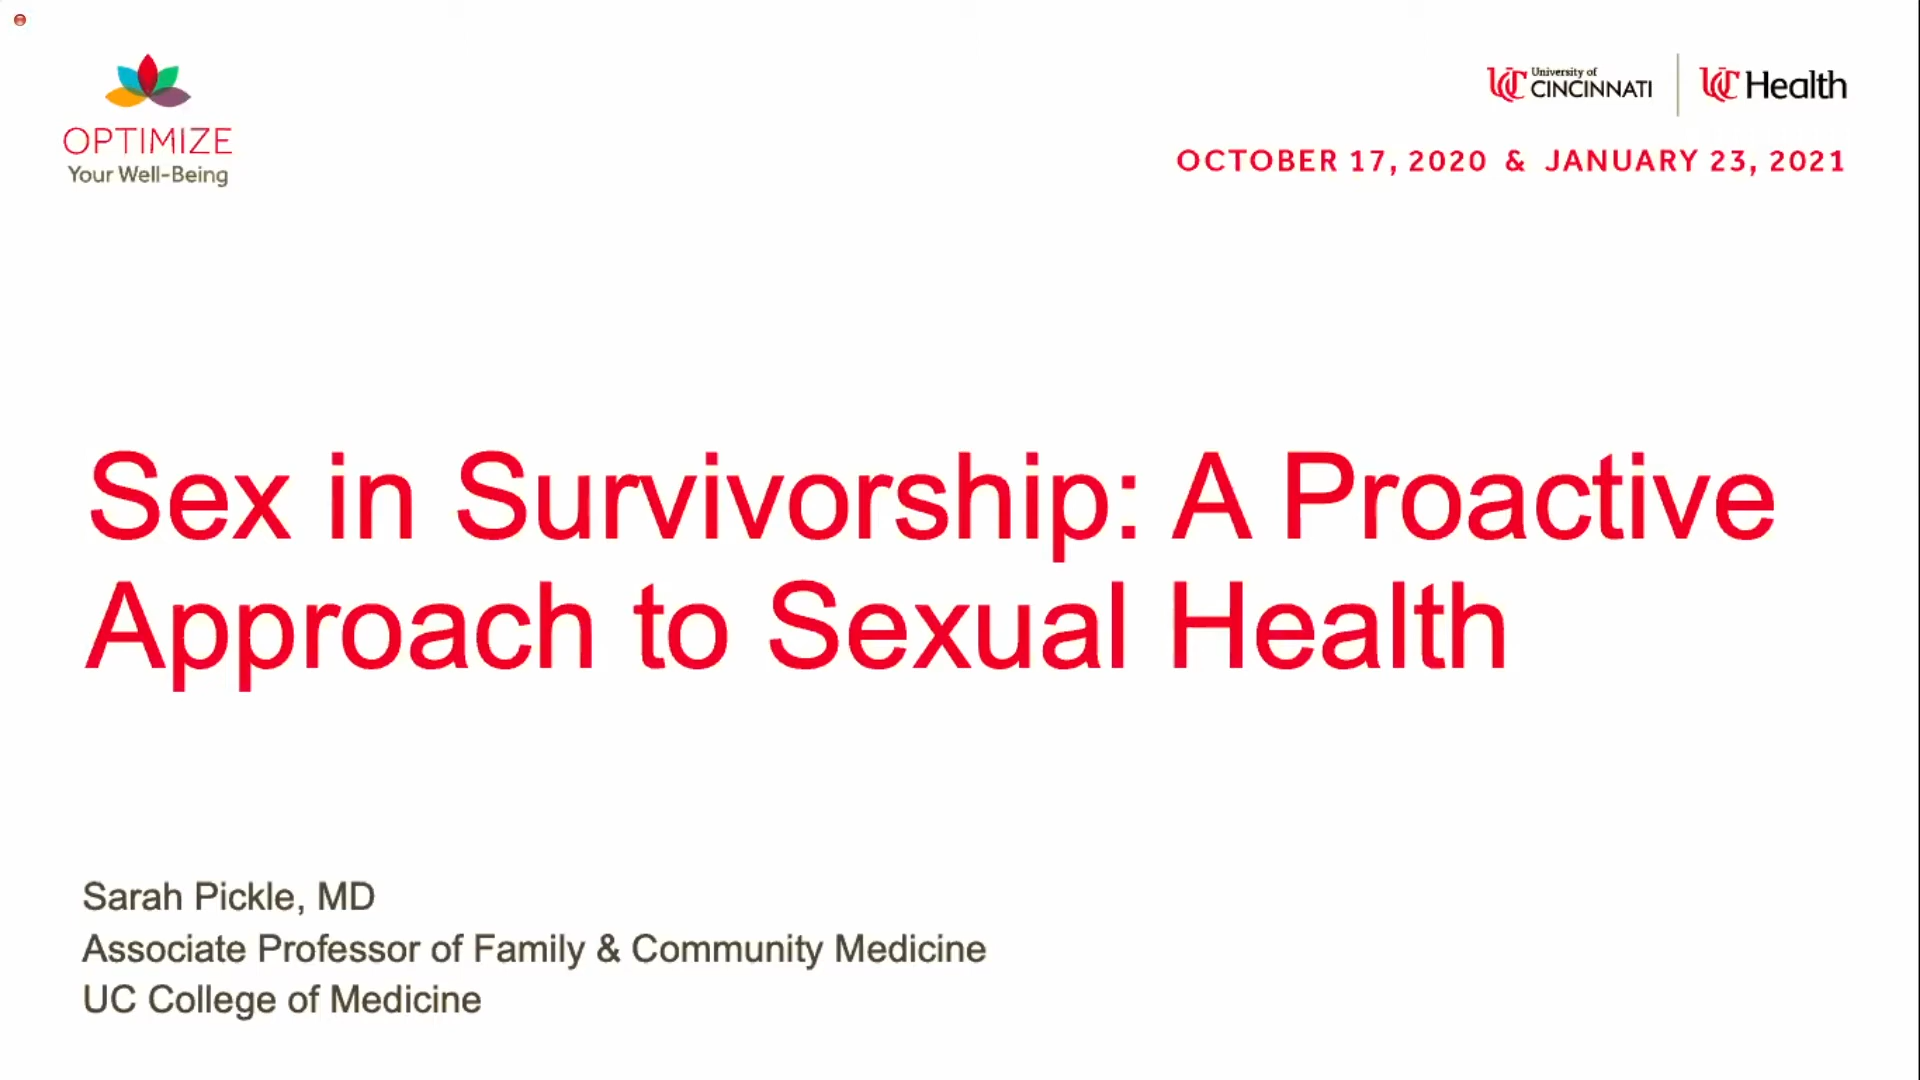 OPTIMIZE
Your Well-Being
University of
CINCINNATI
UC Health
OCTOBER 17, 2020 & JANUARY 23, 2021
Sex in Survivorship: A Proactive
Approach to Sexual Health
Sarah Pickle, MD
Associate Professor of Family & Community Medicine
UC College of Medicine